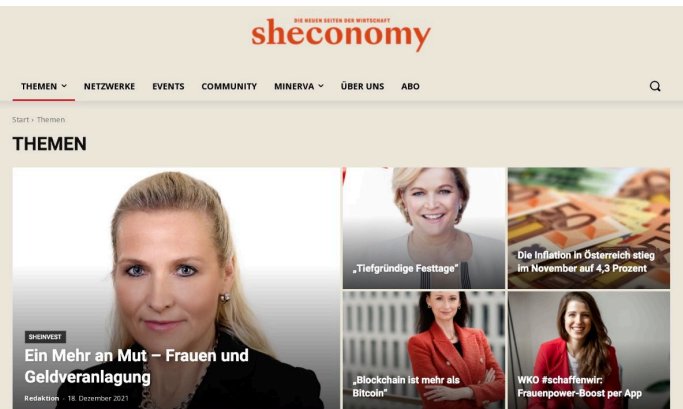 DIE NEUEN SEITEN DER WIRTSCHAFT
sheconomy
THEMEN NETZWERKE EVENTS COMMUNITY MINERVA ÜBER UNS ABO
Start › Themen
THEMEN
SHEINVEST
Ein Mehr an Mut – Frauen und
Geldveranlagung
Redaktion - 18. Dezember 2021
„Tiefgründige Festtage“
Die Inflation in Österreich stieg
im November auf 4,3 Prozent
„Blockchain ist mehr als
Bitcoin“
WKO #schaffenwir:
Frauenpower-Boost per App